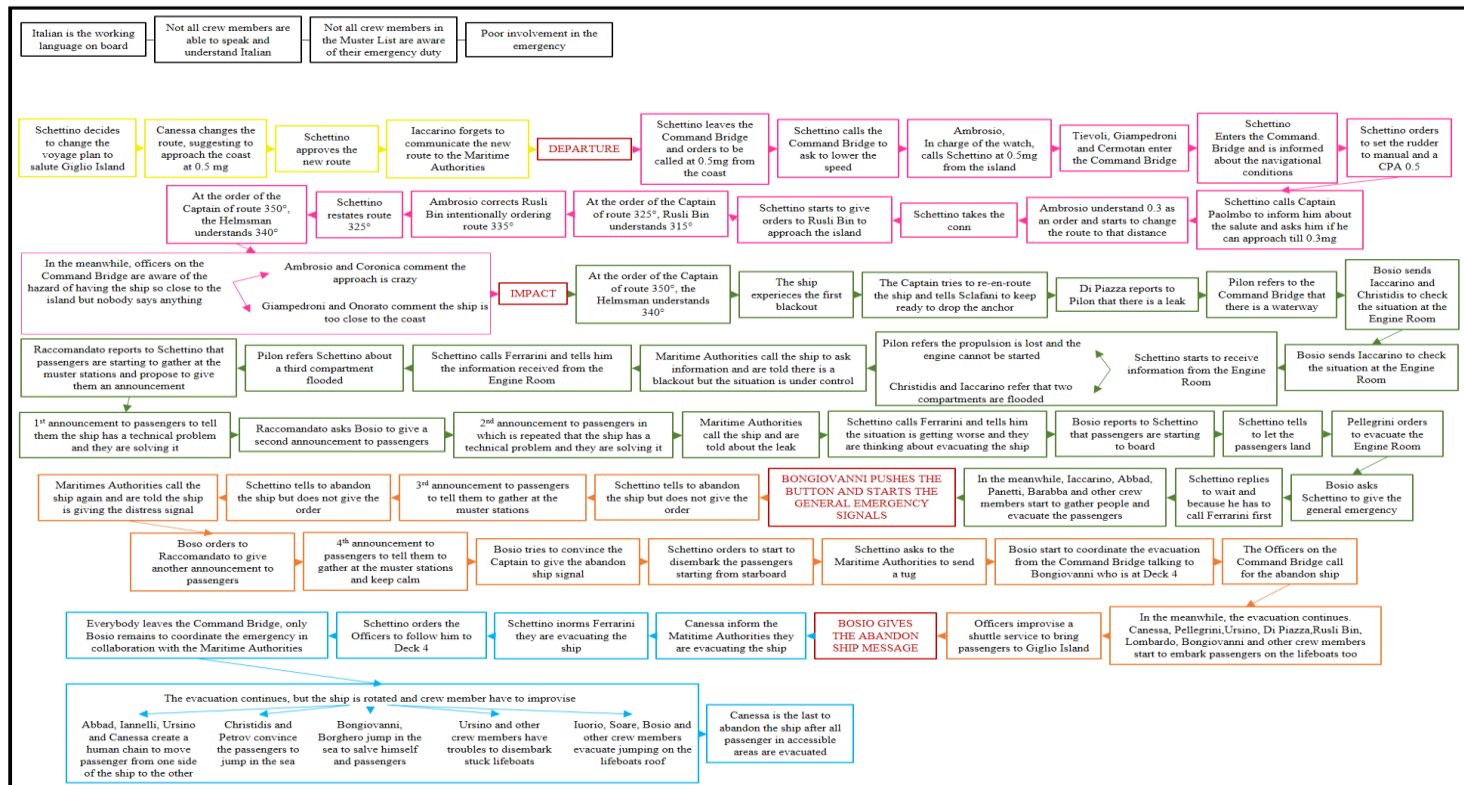 Italian is the working
language on board
Not all crew members are
able to speak and
understand Italian
Not all crew members in
the Muster List are aware
of their emergency duty
Poor involvement in the
emergency
Schettino decides
to change the
voyage plan to
salute Giglio Island
Canessa changes the
route, suggesting to
approach the coast
at 0.5 mg
Schettino
approves the
new route
Iaccarino forgets to
communicate the new
route to the Maritime
Authorities
DEPARTURE
Schettino leaves the
Command Bridge
and orders to be
called at 0.5mg from
the coast
Schettino calls the
Command Bridge to
ask to lower the
speed
Ambrosio,
In charge of the watch,
calls Schettino at 0.5mg
from the island
Tievoli, Giampedroni
and Cermotan enter
the Command Bridge
Schettino
Enters the Command.
Bridge and is informed
about the navigational
conditions
Schettino orders
to set the rudder
to manual and a
CPA 0.5
Schettino calls Captain
Paolmbo to inform him about
the salute and asks him if he
can approach till 0.3mg
Ambrosio understand 0.3 as
an order and starts to change
the route to that distance
Schettino takes the
conn
Schettino starts to give
orders to Rusli Bin to
approach the island
At the order of the Captain
of route 325°, Rusli Bin
understands 315°
Ambrosio corrects Rusli
Bin intentionally ordering
route 335°
Schettino
restates route
325°
At the order of the
Captain of route 350°,
the Helmsman
understands 340°
In the meanwhile, officers on the
Command Bridge are aware of the
hazard of having the ship so close to the
island but nobody says anything
Ambrosio and Coronica comment the
approach is crazy
Giampedroni and Onorato comment the ship is
too close to the coast
IMPACT
At the order of the Captain
of route 350°, the
Helmsman understands
340°
The ship
experieces the first
blackout
The Captain tries to re-en-route
the ship and tells Sclafani to keep
ready to drop the anchor
Di Piazza reports to
Pilon that there is a leak
Pilon refers to the
Command Bridge that
there is a waterway
Bosio sends
Iaccarino and
Christidis to check
the situation at the
Engine Room
Bosio sends Iaccarino to check
the situation at the Engine Room
Schettino starts to receive
information from the Engine
Room
Pilon refers the propulsion is lost and the
engine cannot be started
Christidis and Iaccarino refer that two
compartments are flooded
Maritime Authorities call the ship to ask
information and are told there is a
blackout but the situation is under control
Schettino calls Ferrarini and tells him
the information received from the
Engine Room
Pilon refers Schettino about
a third compartment
flooded
Raccomandato reports to Schettino that
passengers are starting to gather at the
muster stations and propose to give
them an announcement
1st announcement to passengers to tell
them the ship has a technical problem
and they are solving it
Raccomandato asks Bosio to give a
second announcement to passengers
2nd announcement to passengers in
which is repeated that the ship has a
technical problem and they are solving it
Maritime Authorities
call the ship and are
told about the leak
Schettino calls Ferrarini and tells him
the situation is getting worse and they
are thinking about evacuating the ship
Bosio reports to Schettino
that passengers are starting
to board
Schettino tells
to let the
passengers land
Pellegrini orders
to evacuate the
Engine Room
Bosio asks
Schettino to give the
general emergency
Schettino replies
to wait and
because he has to
call Ferrarini first
In the meanwhile, Iaccarino, Abbad,
Panetti, Barabba and other crew
members start to gather people and
evacuate the passengers
BONGIOVANNI PUSHES THE
BUTTON AND STARTS THE
GENERAL EMERGENCY
SIGNALS
Schettino tells to abandon
the ship but does not give the
order
3rd announcement to passengers
to tell them to gather at the
muster stations
Schettino tells to abandon
the ship but does not give the
order
Maritimes Authorities call the
ship again and are told the ship
is giving the distress signal
Boso orders to
Raccomandato to give
another announcement to
passengers
4th announcement to
passengers to tell them to
gather at the muster stations
and keep calm
Bosio tries to convince the
Captain to give the abandon
ship signal
Schettino orders to start to
disembark the passengers
starting from starboard
Schettino asks to the
Maritime Authorities to send
a tug
Bosio start to coordinate the evacuation
from the Command Bridge talking to
Bongiovanni who is at Deck 4
The Officers on the
Command Bridge call
for the abandon ship
In the meanwhile, the evacuation continues.
Canessa, Pellegrini,Ursino, Di Piazza,Rusli Bin,
Lombardo, Bongiovanni and other crew members
start to embark passengers on the lifeboats too
Officers improvise a
shuttle service to bring
passengers to Giglio Island
BOSIO GIVES
THE ABANDON
SHIP MESSAGE
Canessa inform the
Matitime Authorities they
are evacuating the ship
Schettino inorms Ferrarini
they are evacuating the
ship
Schettino orders the
Officers to follow him to
Deck 4
Everybody leaves the Command Bridge, only
Bosio remains to coordinate the emergency in
collaboration with the Maritime Authorities
The evacuation continues, but the ship is rotated and crew member have to improvise
Abbad, Iannelli, Ursino
and Canessa create a
human chain to move
passenger from one side
of the ship to the other
Christidis and
Petrov convince
the passengers to
jump in the sea
Bongiovanni,
Borghero jump in the
sea to salve himself
and passengers
Ursino and other
crew members have
troubles to disembark
stuck lifeboats
Iuorio, Soare, Bosio and
other crew members
evacuate jumping on the
lifeboats roof
Canessa is the last to
abandon the ship after all
passenger in accessible
areas are evacuated